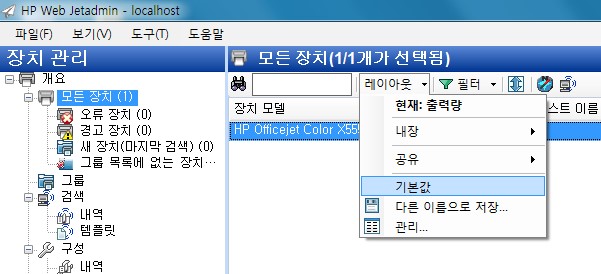 HP Web Jetadmin - localhost
파일(F) 보기(V) 도구(T) 도움말
장치 관리
개요
모든 장치 (1)
오류 장치 (0)
경고 장치 (0)
새 장치(마지막 검색) (0)
그룹 목록에 없는 장치…
그룹
검색
내역
템플릿
구성
내역
모든 장치(1/1개가 선택됨)
레이아웃 필터
장치 모델
스트 이름
HP Officejet Color X555
현재: 출력량
내장
공유
기본값
다른 이름으로 저장...
관리...